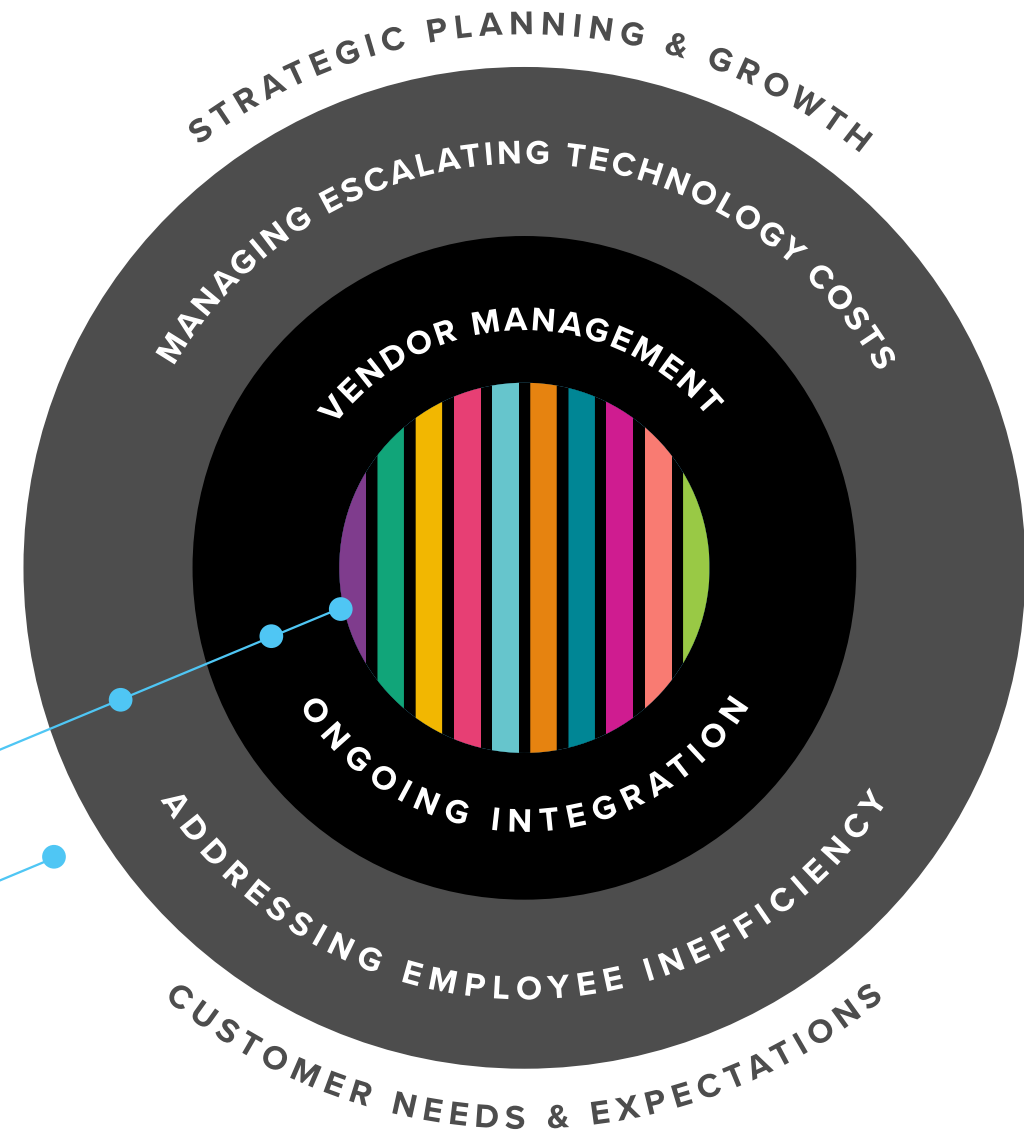 STRATEGIC PLANNING & GROWTH
MANAGING ESCALATING TECHNOLOGY COSTS
VENDOR MANAGEMENT
ONGOING INTEGRATION
ADDRESSING EMPLOYEE INEFFICIENCY
CUSTOMER NEEDS & EXPECTATIONS